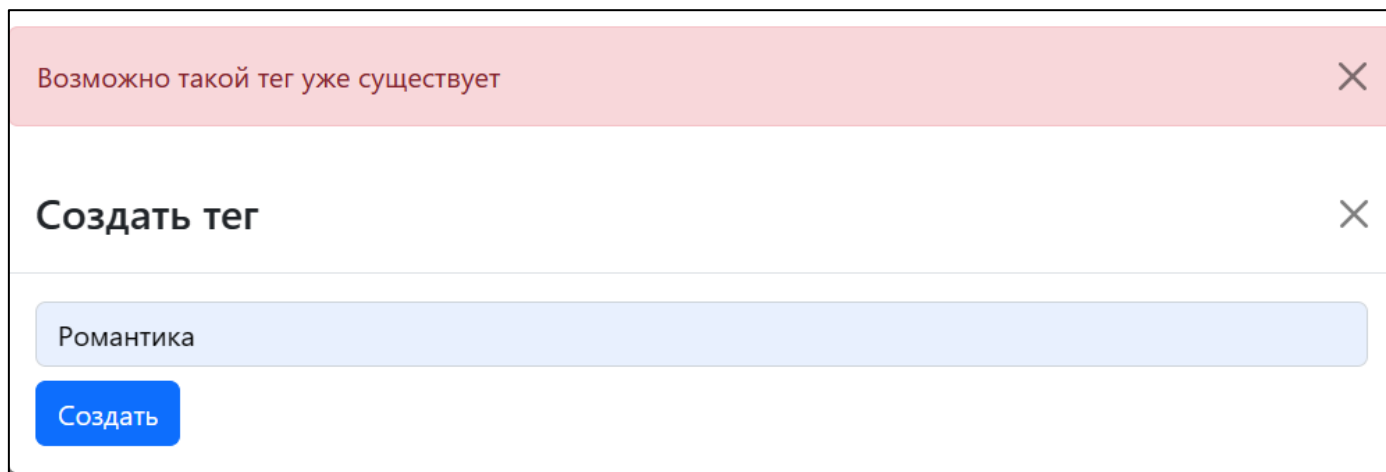 Возможно такой тег уже существует
Создать тег
Романтика
Создать